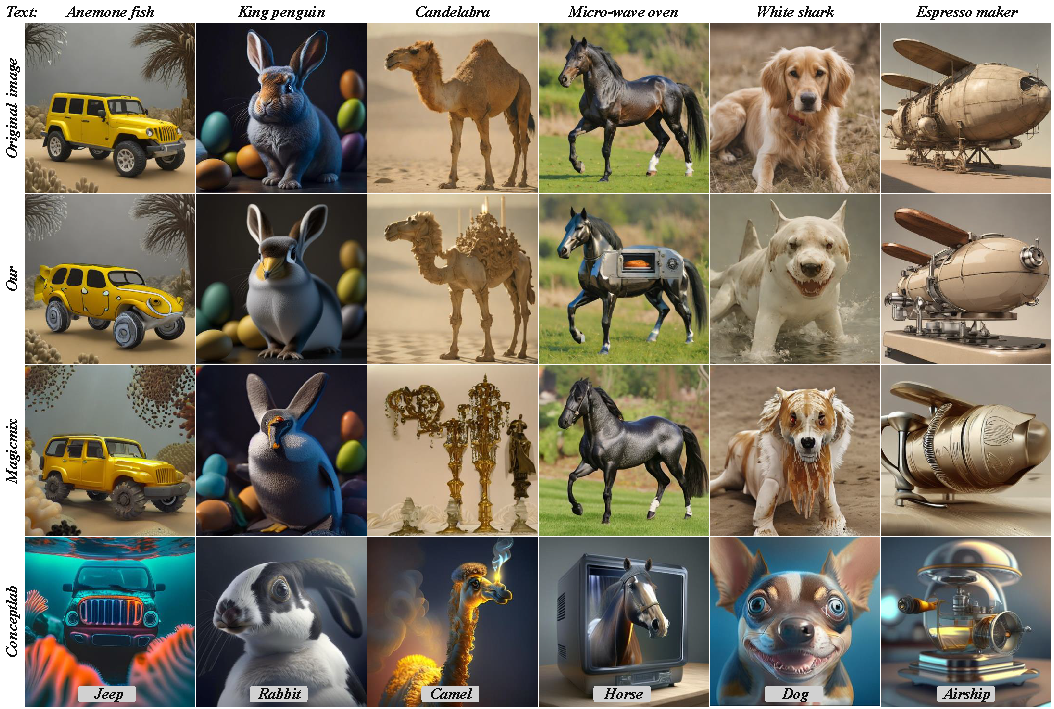 Text: Anemone fish King penguin Candelabra Micro-wave oven White shark Espresso maker
Original image
Our
Magicmix
Conceptlab
Jeep Rabbit Camel Horse Dog Airship